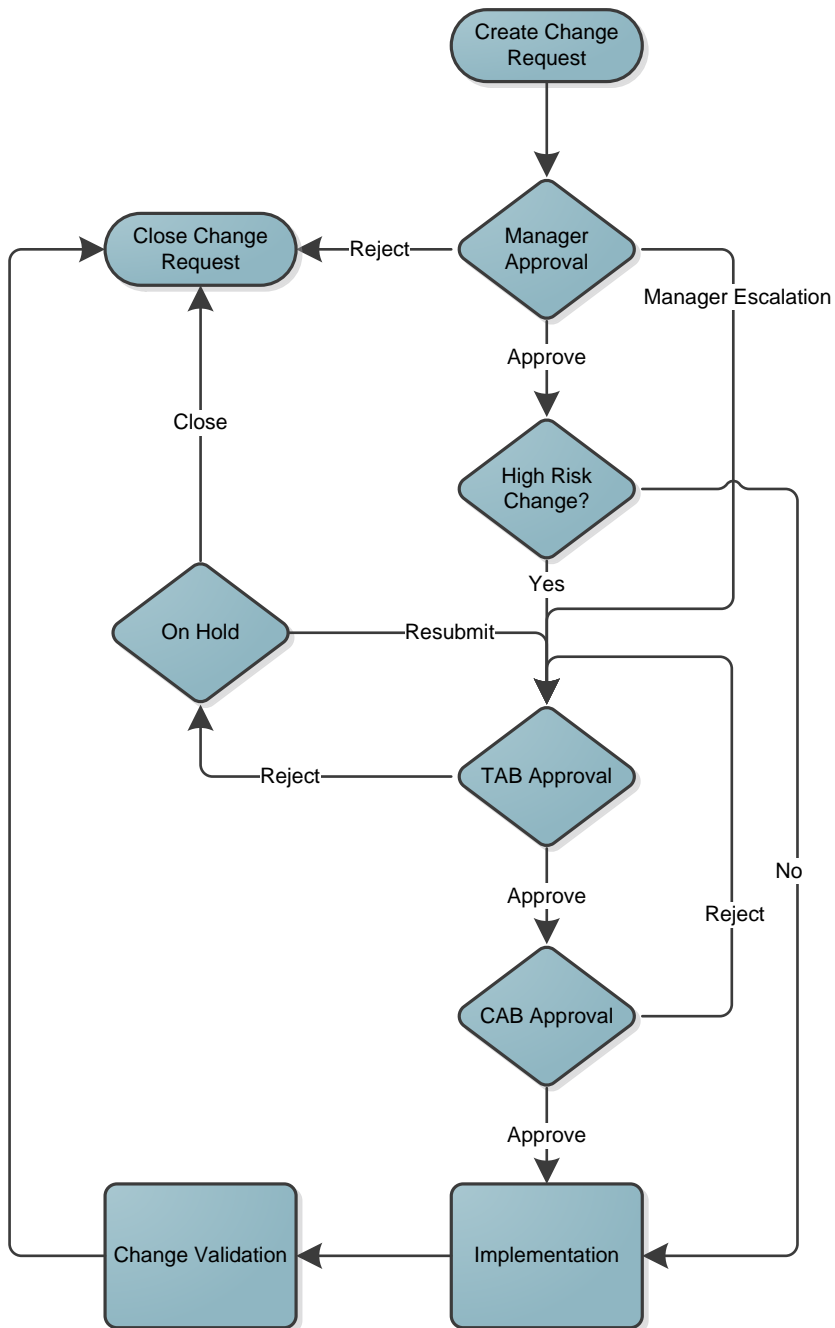 Create Change
Request
Close Change
Request
Reject
Manager
Approval
Manager Escalation
Approve
Close
High Risk
Change?
Yes
On Hold
Resubmit
Reject
TAB Approval
No
Approve
Reject
CAB Approval
Approve
Change Validation
Implementation